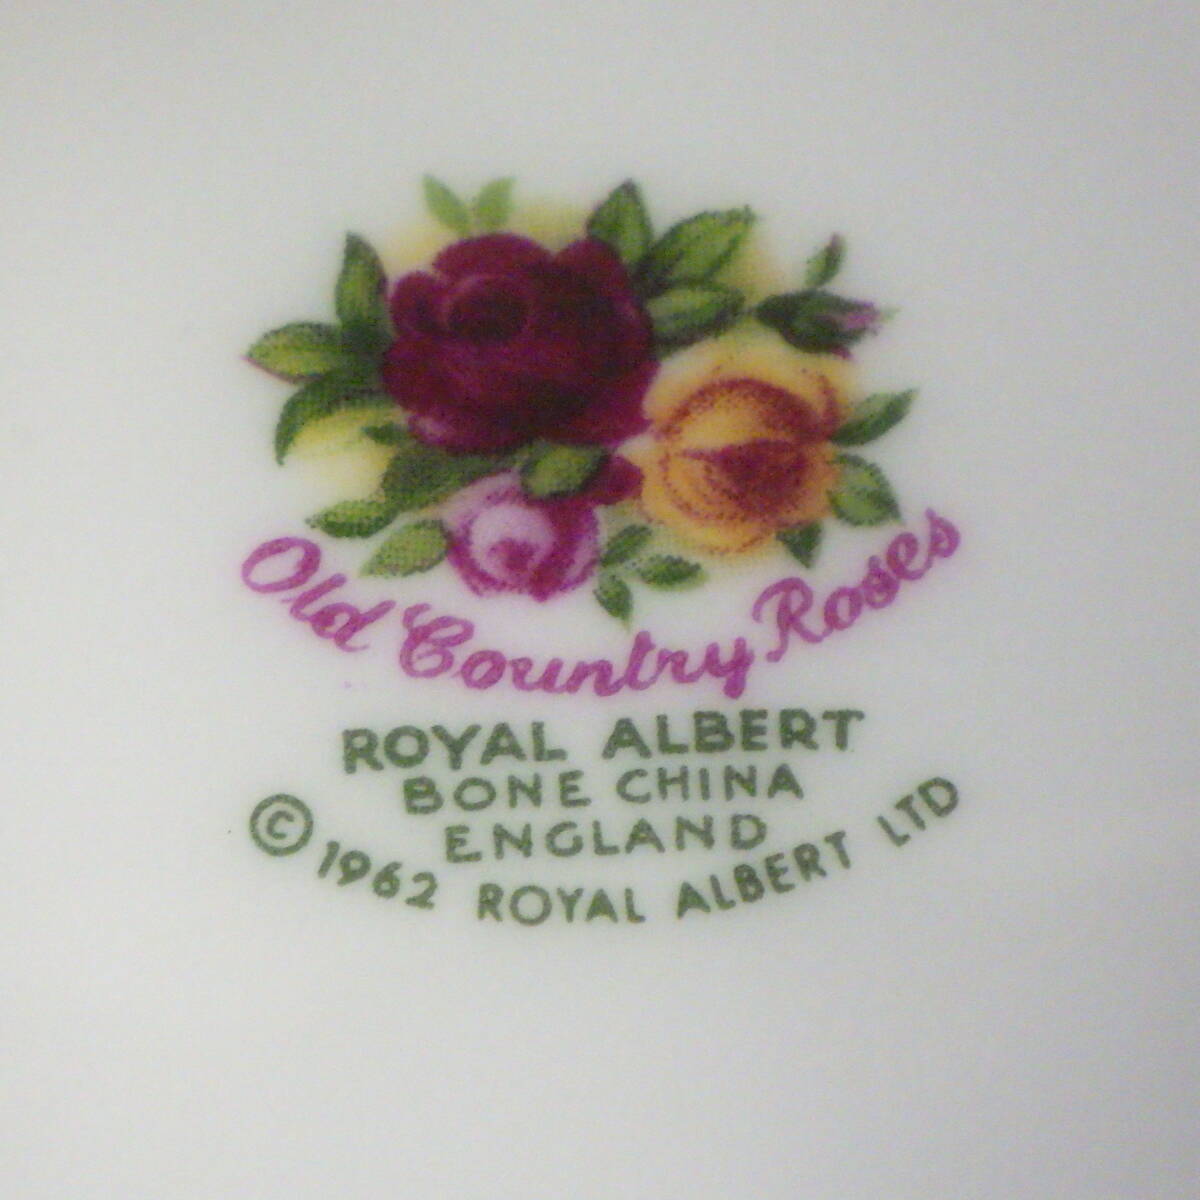 Old Country Roses
ROYAL ALBERT
BONE CHINA
ENGLAND
© 1962 ROYAL ALBERT LTD